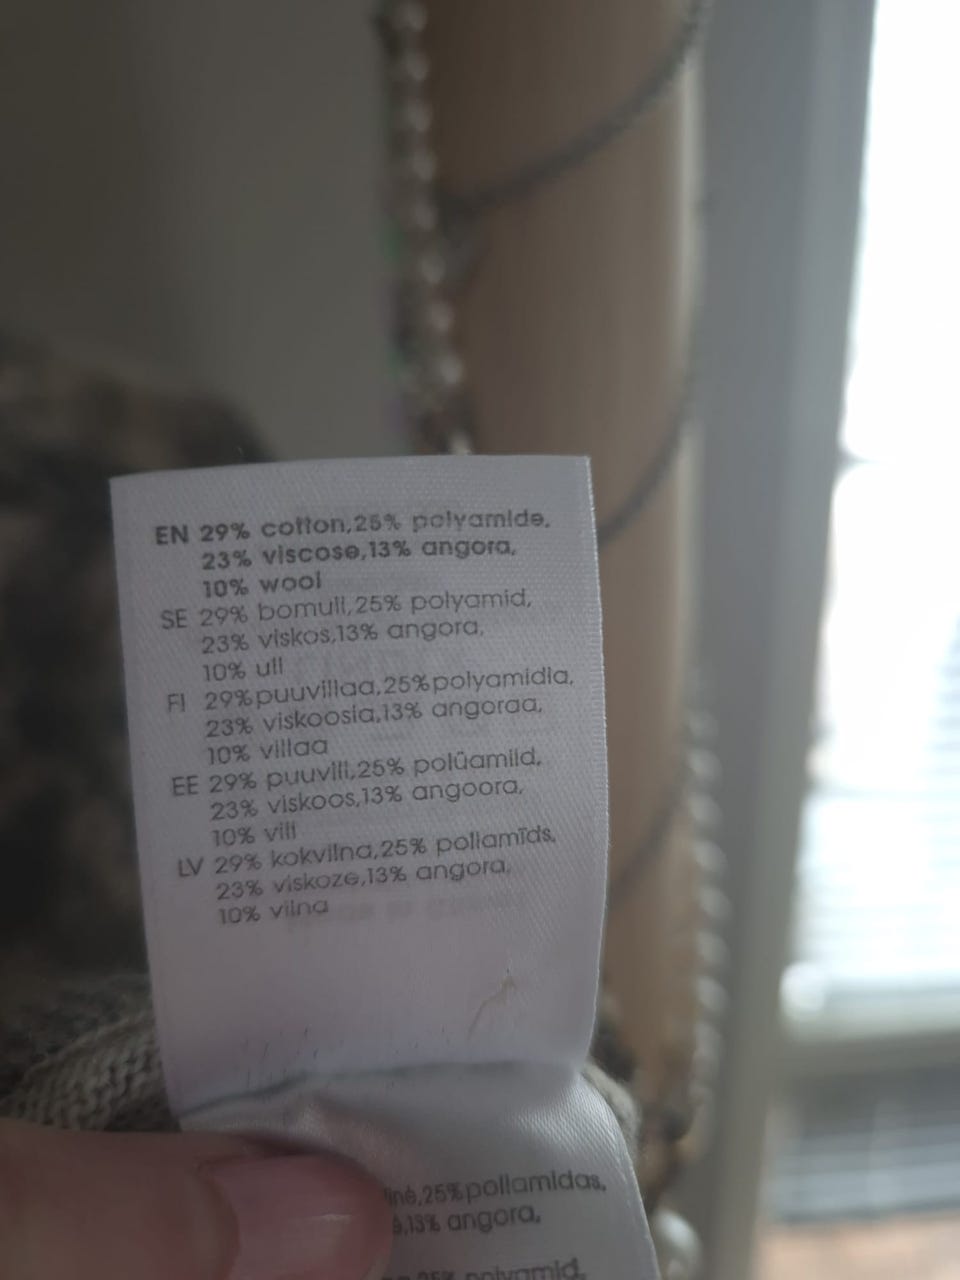 EN 29% cotton,25% polyamide,
23% viscose,13% angora,
10% wool
SE 29% bomull,25% polyamid,
23% viskos,13% angora,
10% ull
FI 29%puuvillaa,25%polyamidia,
23% viskoosia,13% angoraa,
10% villaa
EE 29% puuvill,25% polüamiid,
23% viskoos,13% angoora,
10% vill
LV 29% kokvilna,25% poliamīds,
23% viskoze,13% angora,
10% vilna
25%poliamidas,
13% angora,
25% polyamid,